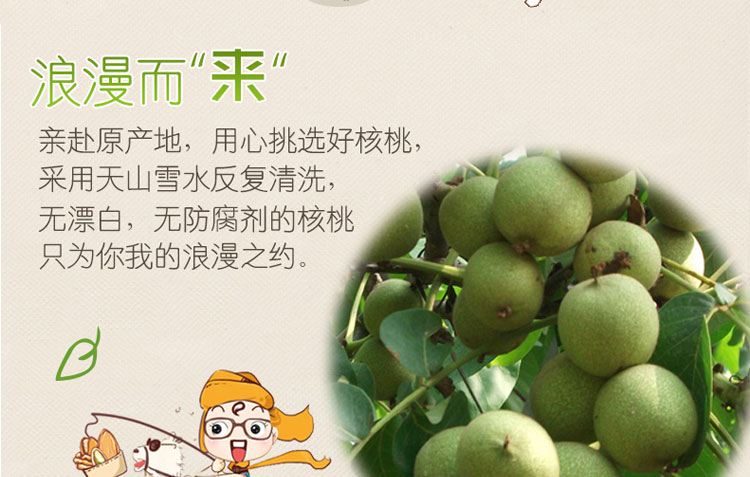 浪漫而“来“
亲赴原产地，用心挑选好核桃，
采用天山雪水反复清洗，
无漂白，无防腐剂的核桃
只为你我的浪漫之约。